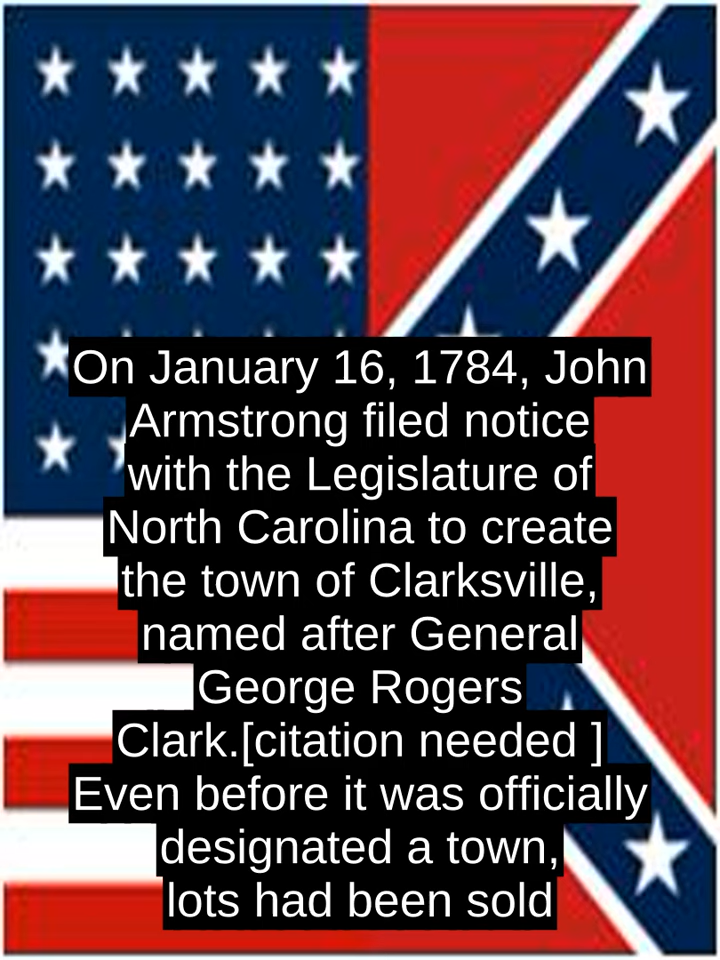 On January 16, 1784, John
Armstrong filed notice
with the Legislature of
North Carolina to create
the town of Clarksville,
named after General
George Rogers
Clark.[citation needed ]
Even before it was officially
designated a town,
lots had been sold